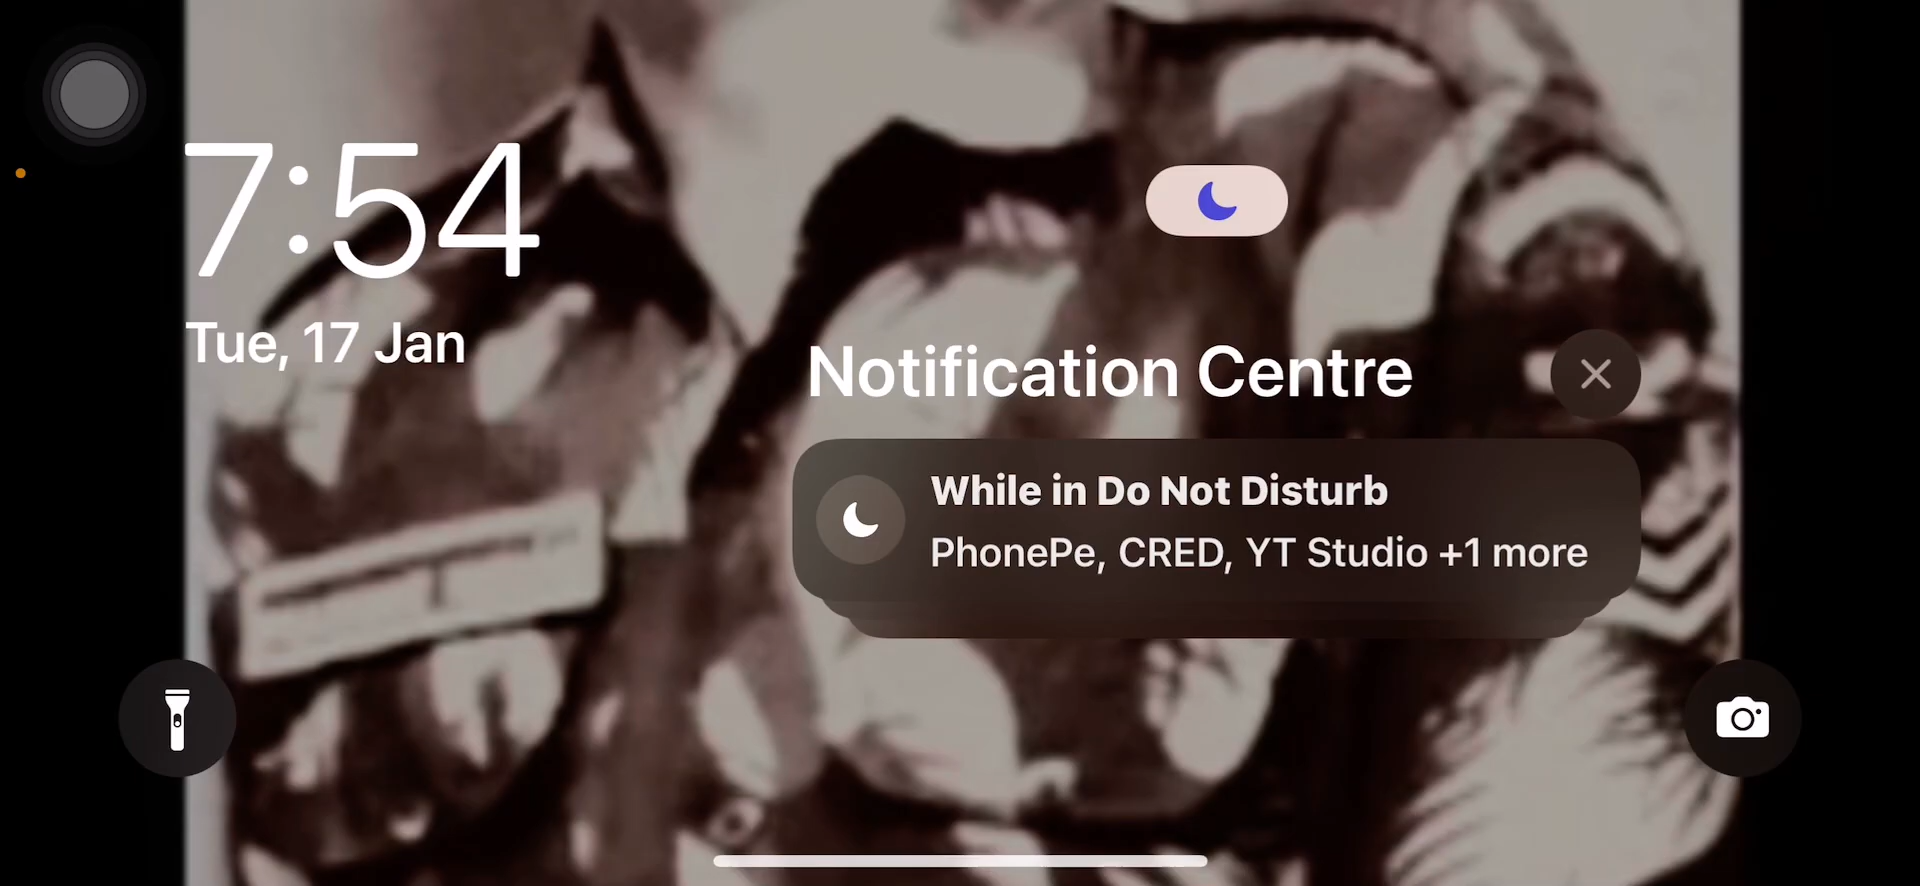 7:54
Tue, 17 Jan
Notification Centre
While in Do Not Disturb
PhonePe, CRED, YT Studio +1 more